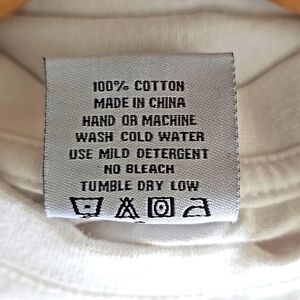 100% COTTON
MADE IN CHINA
HAND OR MACHINE
WASH COLD WATER
USE MILD DETERGENT
NO BLEACH
TUMBLE DRY LOW